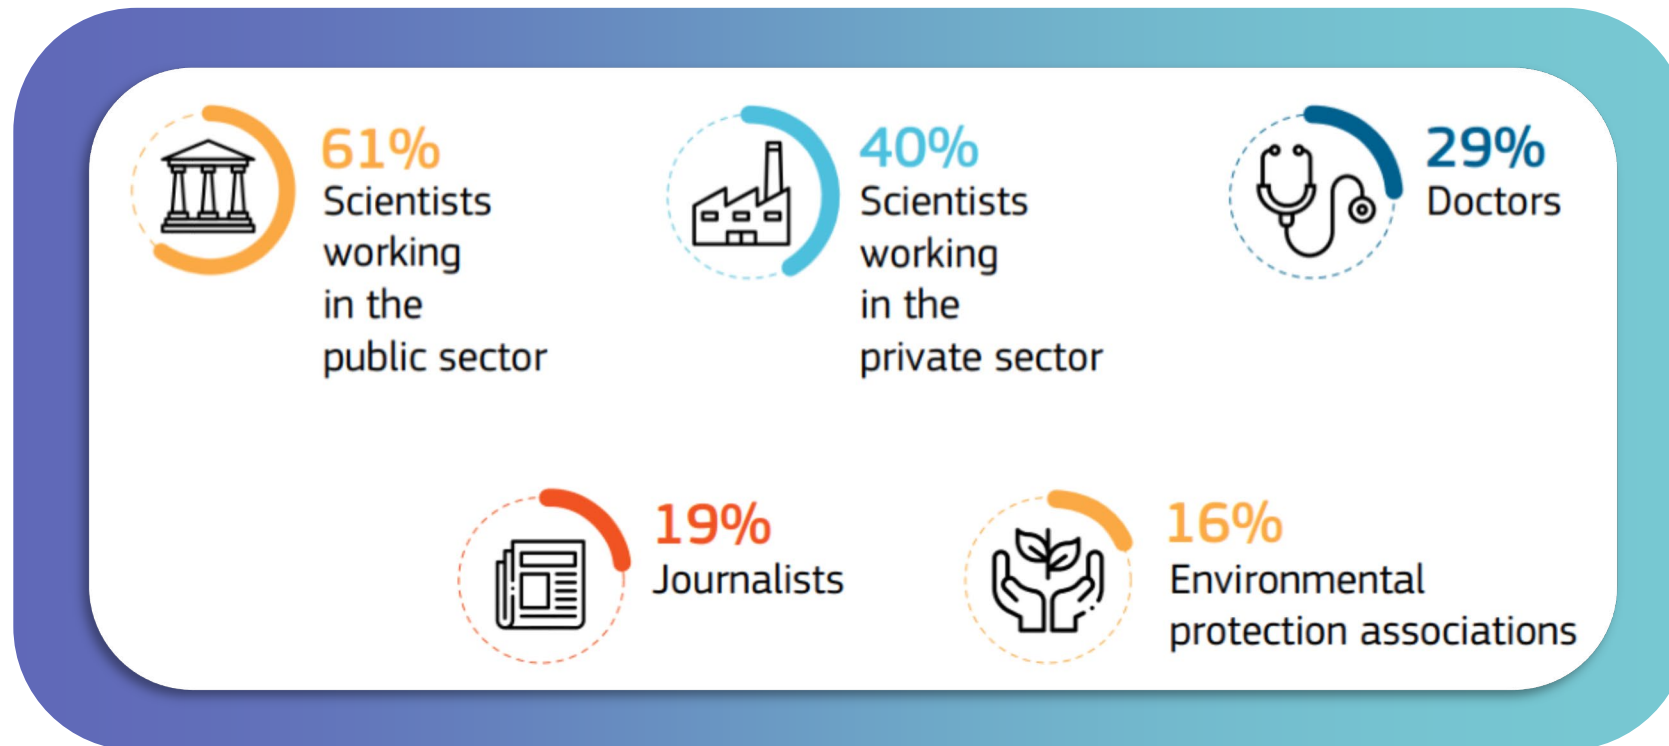 61%
Scientists
working
in the
public sector
40%
Scientists
working
in the
private sector
29%
Doctors
19%
Journalists
16%
Environmental
protection associations